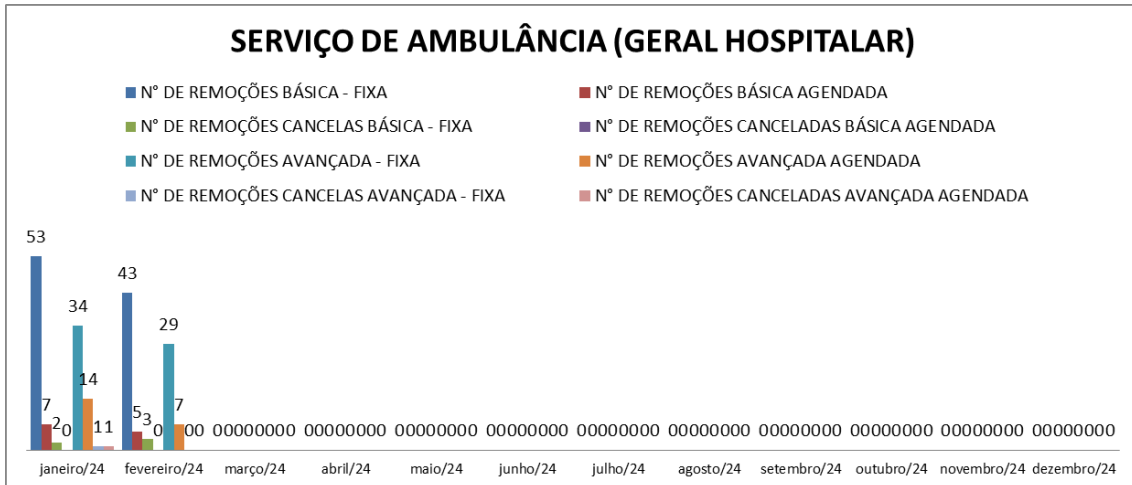 SERVIÇO DE AMBULÂNCIA (GERAL HOSPITALAR)
N° DE REMOÇÕES BÁSICA - FIXA
N° DE REMOÇÕES BÁSICA AGENDADA
N° DE REMOÇÕES CANCELAS BÁSICA - FIXA
N° DE REMOÇÕES CANCELADAS BÁSICA AGENDADA
N° DE REMOÇÕES AVANÇADA - FIXA
N° DE REMOÇÕES AVANÇADA AGENDADA
N° DE REMOÇÕES CANCELAS AVANÇADA - FIXA
N° DE REMOÇÕES CANCELADAS AVANÇADA AGENDADA
53 7 2 0 34 14 1 1
43 5 3 0 29 7 0 0
00000000 00000000 00000000 00000000 00000000 00000000 00000000 00000000 00000000 00000000
janeiro/24 fevereiro/24 março/24 abril/24 maio/24 junho/24 julho/24 agosto/24 setembro/24 outubro/24 novembro/24 dezembro/24